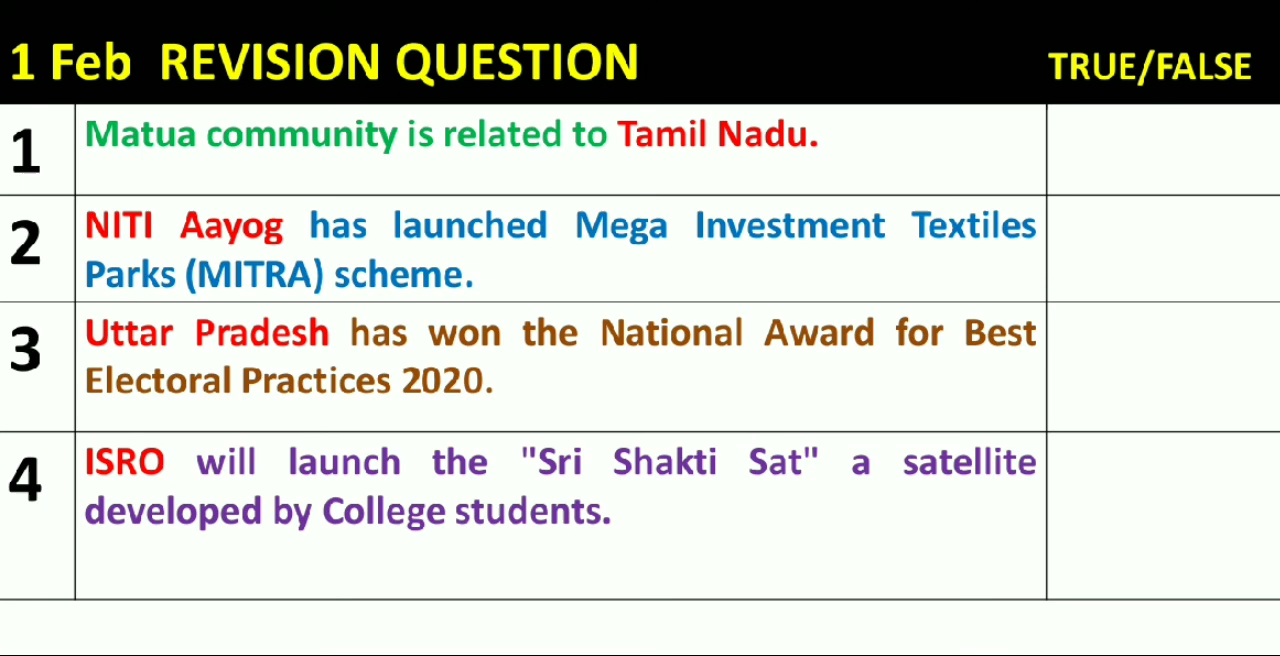 1 Feb REVISION QUESTION TRUE/FALSE
1 Matua community is related to Tamil Nadu.
2 NITI Aayog has launched Mega Investment Textiles
Parks (MITRA) scheme.
3 Uttar Pradesh has won the National Award for Best
Electoral Practices 2020.
4 ISRO will launch the "Sri Shakti Sat" a satellite
developed by College students.